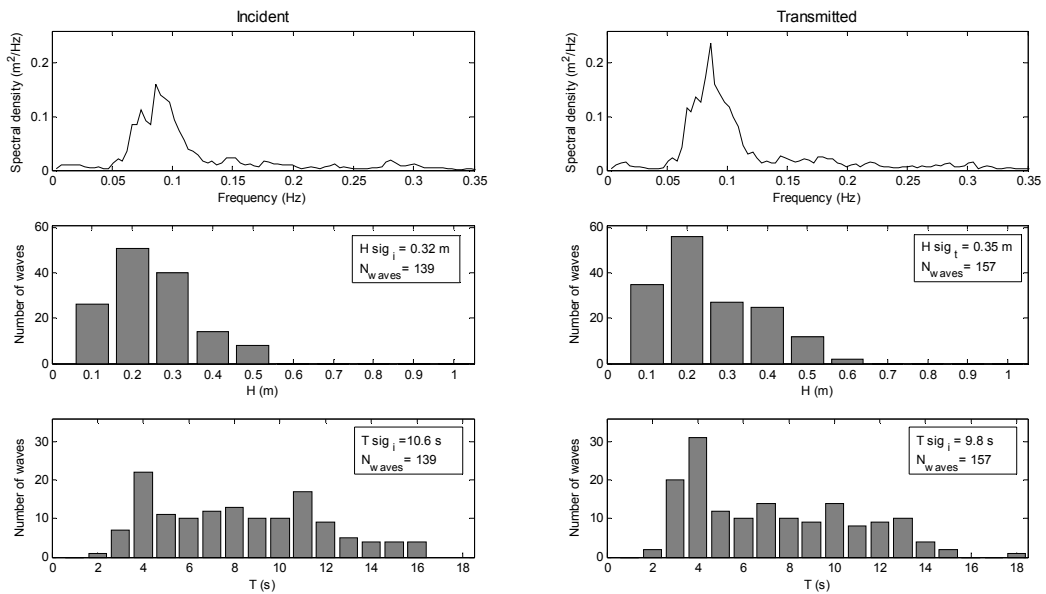 Incident
Spectral density (m²/Hz)
0.2
0.1
0
0 0.05 0.1 0.15 0.2 0.25 0.3 0.35
Frequency (Hz)
Transmitted
Spectral density (m²/Hz)
0.2
0.1
0
0 0.05 0.1 0.15 0.2 0.25 0.3 0.35
Frequency (Hz)
Number of waves
60
40
20
0
H sig i = 0.32 m
N waves = 139
0 0.1 0.2 0.3 0.4 0.5 0.6 0.7 0.8 0.9 1
H (m)
Number of waves
60
40
20
0
H sig t = 0.35 m
N waves = 157
0 0.1 0.2 0.3 0.4 0.5 0.6 0.7 0.8 0.9 1
H (m)
Number of waves
30
20
10
0
T sig i =10.6 s
N waves = 139
0 2 4 6 8 10 12 14 16 18
T (s)
Number of waves
30
20
10
0
T sig i = 9.8 s
N waves = 157
0 2 4 6 8 10 12 14 16 18
T (s)